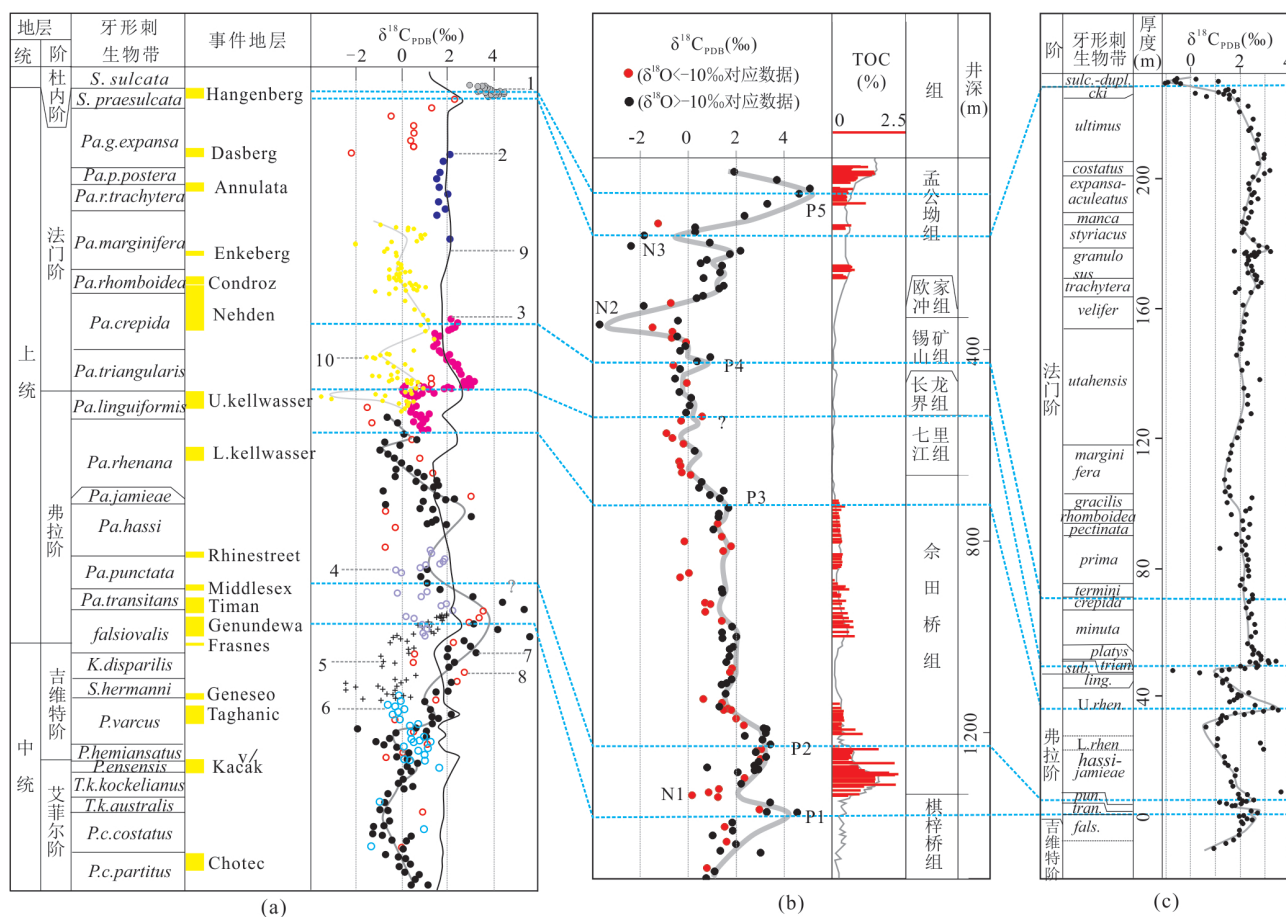 地层
统
阶
牙形刺
生物带
事件地层
δ¹⁸C_PDB(‰)
−2 0 2 4
上统
中统
杜内阶
法门阶
弗拉阶
吉维特阶
艾菲尔阶
S. sulcata
S. praesulcata
Pa.g.expansa
Pa.p.postera
Pa.r.trachytera
Pa.marginifera
Pa.rhomboidea
Pa.crepida
Pa.triangularis
Pa.linguiformis
Pa.rhenana
Pa.jamieae
Pa.hassi
Pa.punctata
Pa.transitans
falsiovalis
K.disparilis
S.hermanni
P.varcus
P.hemiansatus
P.ensensis
T.k.kockelianus
T.k.australis
P.c.costatus
P.c.partitus
Hangenberg
Dasberg
Annulata
Enkeberg
Condroz
Nehden
U.kellwasser
L.kellwasser
Rhinestreet
Middlesex
Timan
Genundewa
Frasnes
Geneseo
Taghanic
v/
Kacak
Chotec
1
2
9
3
10
4
?
5
7
8
6
(a)
δ¹⁸C_PDB(‰)
(δ¹⁸O<−10‰对应数据)
(δ¹⁸O>−10‰对应数据)
−2 0 2 4
TOC
(%)
0 2.5
组
井深
(m)
P5
N3
N2
P4
?
P3
P2
N1
P1
孟公坳组
欧家冲组
锡矿山组
长龙界组
七里江组
佘田桥组
棋梓桥组
400
800
1200
(b)
阶
牙形刺
生物带
厚度
(m)
δ¹⁸C_PDB(‰)
0 2 4
法门阶
弗拉阶
吉维特阶
sulc.-dupl.
cki
ultimus
costatus
expansa-
aculeatus
manca
styriacus
granulo
sus
trachytera
velifer
utahensis
margini
fera
gracilis
rhomboidea
pectinata
prima
termini
crepida
minuta
platys
sub. trian.
ling.
U.rhen
L.rhen
hassi-
jamieae
pun.
tran.
fals.
200
160
120
80
40
0
(c)